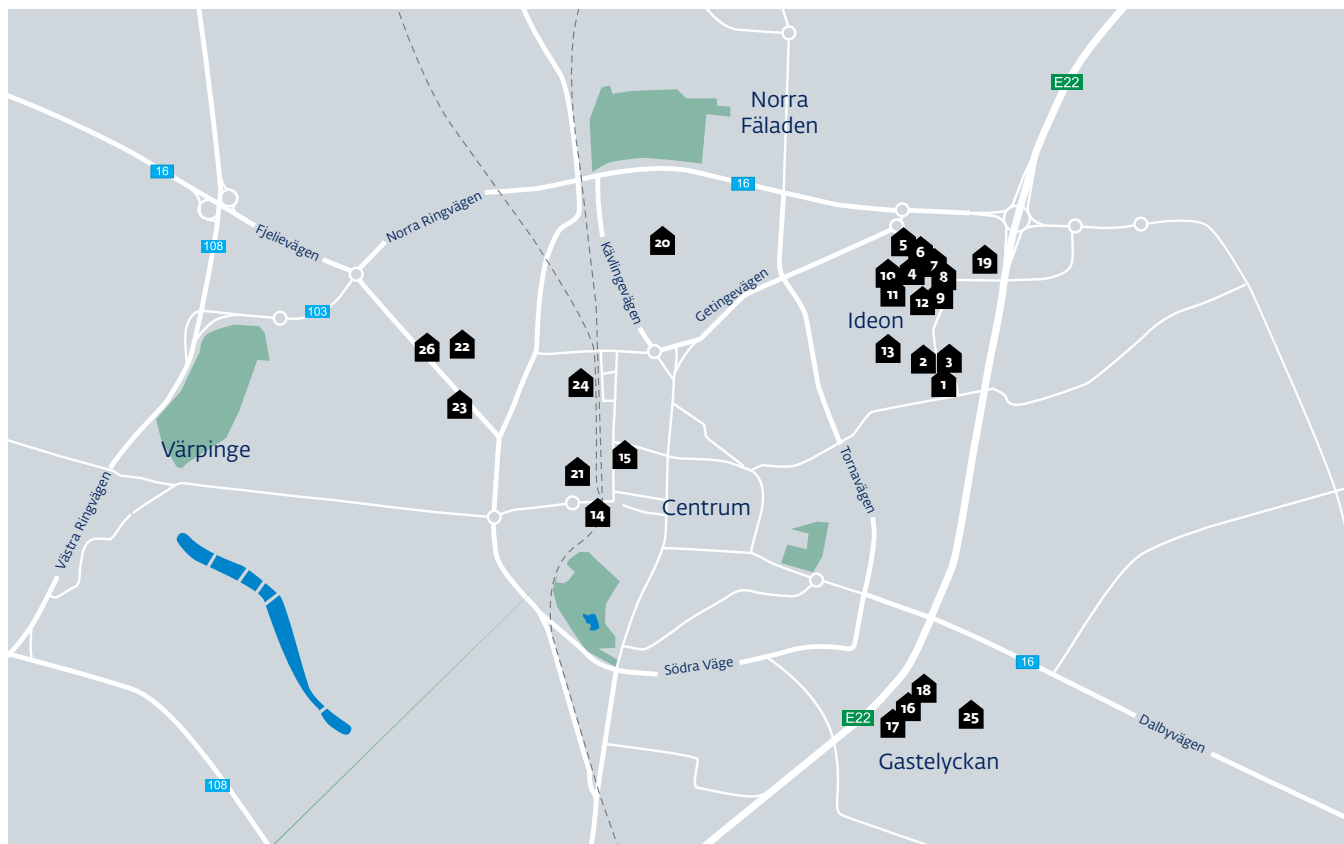 E22
Norra
Fäladen
16
16
Norra Ringvägen
Fjelievägen
108
20
5
6
7
19
10
4
8
11
12
9
Kävlingevägen
Getingevägen
103
Ideon
26
22
13
2
3
24
1
23
Värpinge
15
21
Tornavägen
14
Centrum
Västra Ringvägen
Södra Väge
16
18
16
17
25
E22
Dalbyvägen
Gastelyckan
108